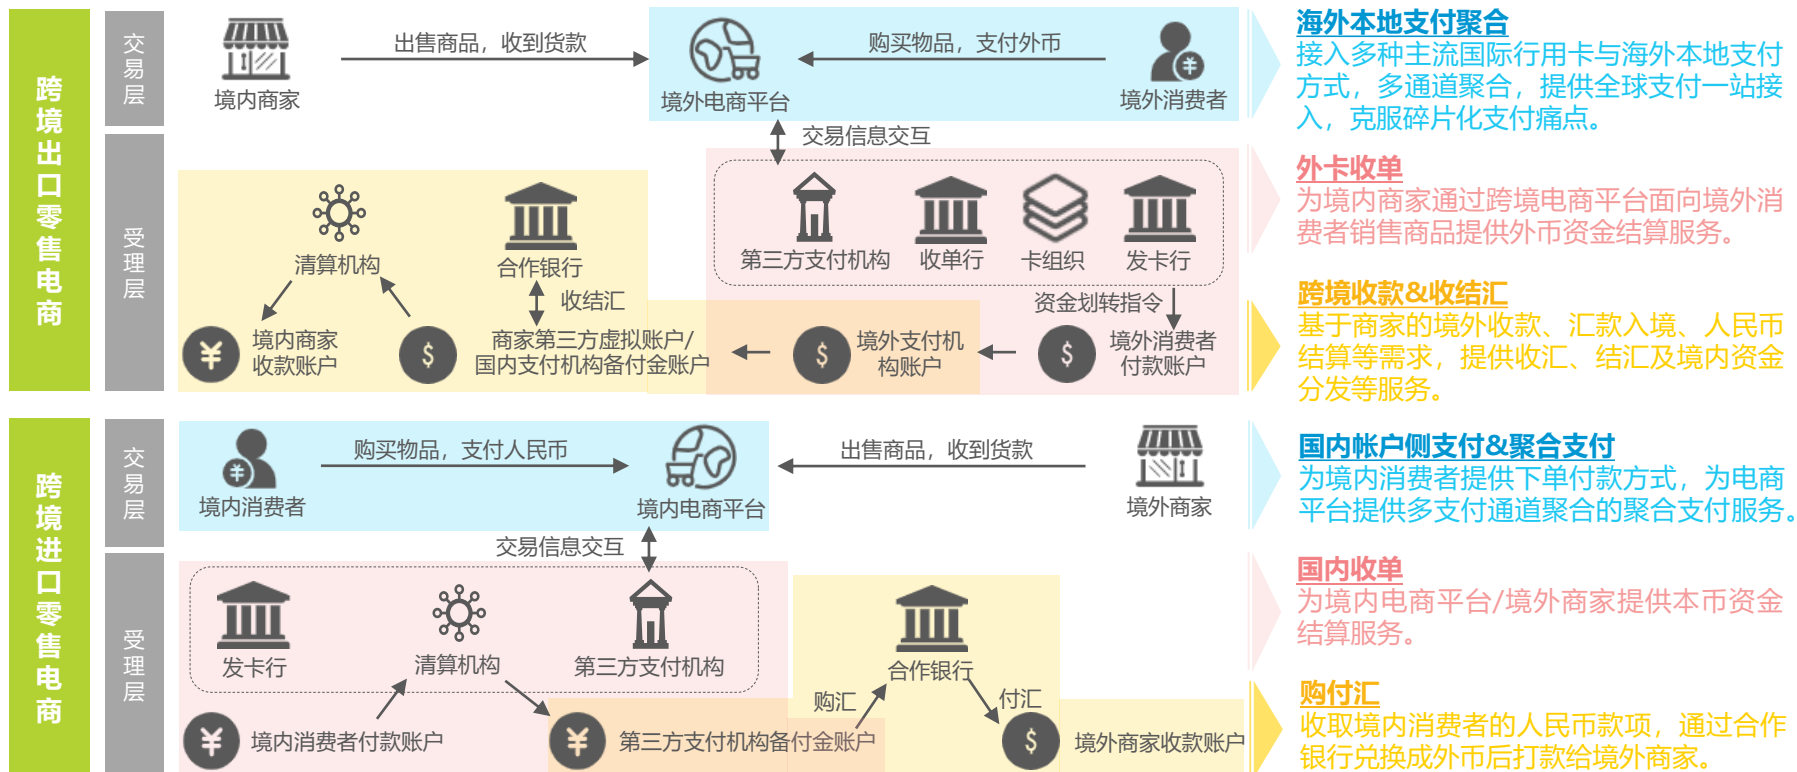 跨境出口零售电商
交易层
境内商家
出售商品，收到货款
境外电商平台
购买物品，支付外币
境外消费者
交易信息交互
受理层
清算机构
合作银行
第三方支付机构
收单行
卡组织
发卡行
收结汇
资金划转指令
境内商家
收款账户
商家第三方虚拟账户/
国内支付机构备付金账户
境外支付机
构账户
境外消费者
付款账户
海外本地支付聚合
接入多种主流国际行用卡与海外本地支付
方式，多通道聚合，提供全球支付一站接
入，克服碎片化支付痛点。
外卡收单
为境内商家通过跨境电商平台面向境外消
费者销售商品提供外币资金结算服务。
跨境收款&收结汇
基于商家的境外收款、汇款入境、人民币
结算等需求，提供收汇、结汇及境内资金
分发等服务。
跨境进口零售电商
交易层
境内消费者
购买物品，支付人民币
境内电商平台
出售商品，收到货款
境外商家
交易信息交互
受理层
发卡行
清算机构
第三方支付机构
合作银行
购汇
付汇
境内消费者付款账户
第三方支付机构备付金账户
境外商家收款账户
国内帐户侧支付&聚合支付
为境内消费者提供下单付款方式，为电商
平台提供多支付通道聚合的聚合支付服务。
国内收单
为境内电商平台/境外商家提供本币资金
结算服务。
购付汇
收取境内消费者的人民币款项，通过合作
银行兑换成外币后打款给境外商家。